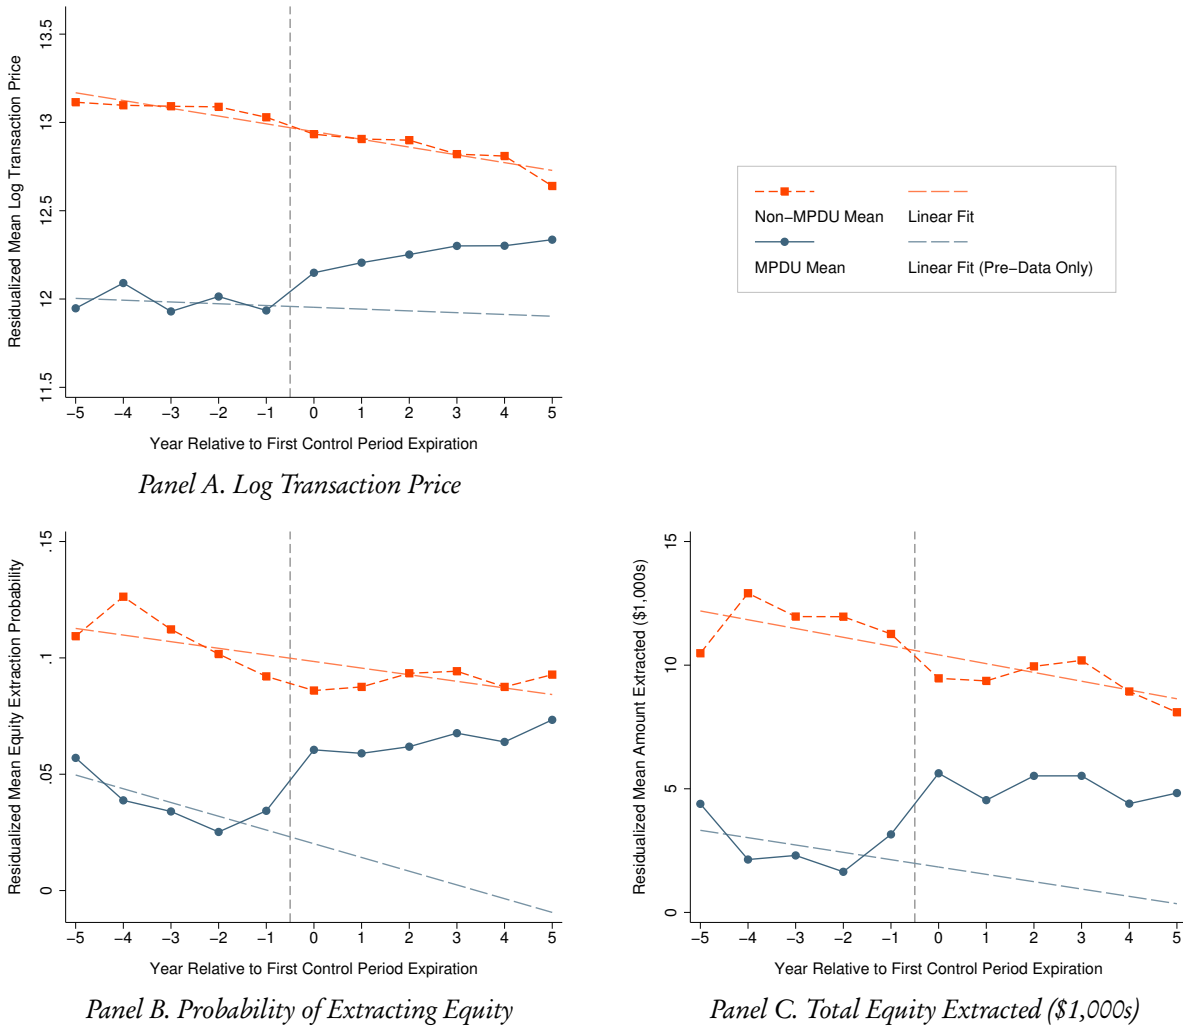 Residualized Mean Log Transaction Price
13.5
13
12.5
12
11.5
−5 −4 −3 −2 −1 0 1 2 3 4 5
Year Relative to First Control Period Expiration
Panel A. Log Transaction Price
Non−MPDU Mean Linear Fit
MPDU Mean Linear Fit (Pre−Data Only)
Residualized Mean Equity Extraction Probability
.15
.1
.05
0
−5 −4 −3 −2 −1 0 1 2 3 4 5
Year Relative to First Control Period Expiration
Panel B. Probability of Extracting Equity
Residualized Mean Amount Extracted ($1,000s)
15
10
5
0
−5 −4 −3 −2 −1 0 1 2 3 4 5
Year Relative to First Control Period Expiration
Panel C. Total Equity Extracted ($1,000s)